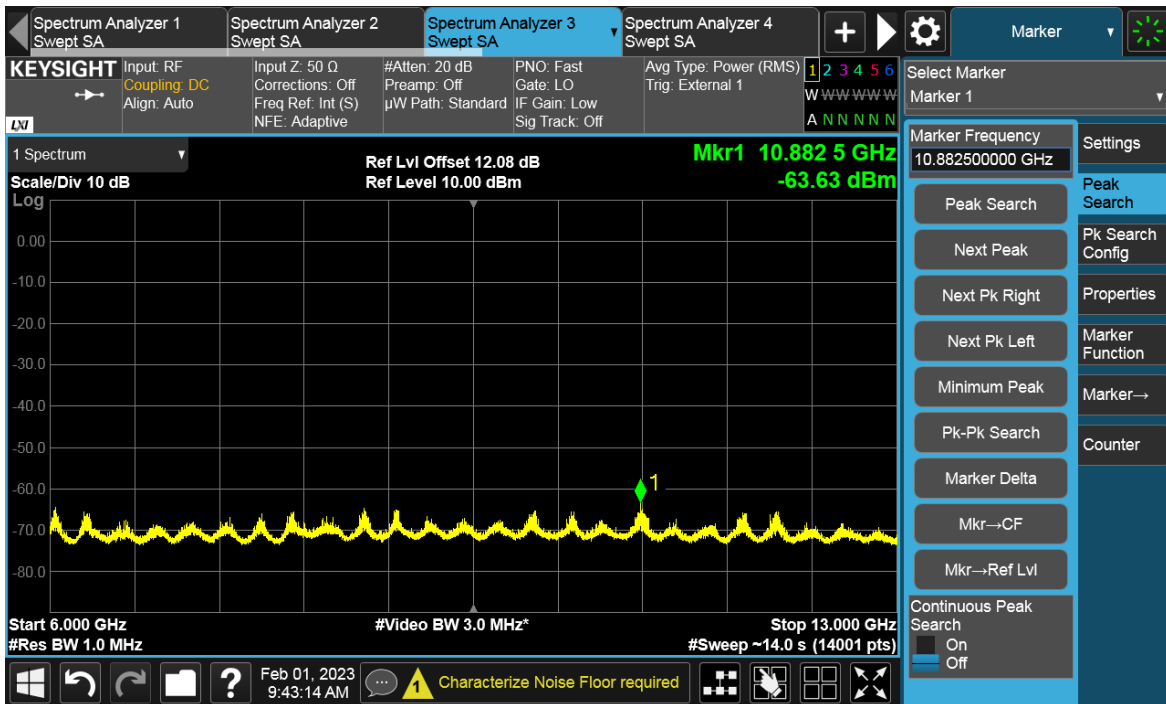 Spectrum Analyzer 1
Swept SA
Spectrum Analyzer 2
Swept SA
Spectrum Analyzer 3
Swept SA
Spectrum Analyzer 4
Swept SA
Marker
KEYSIGHT
LXI
Input: RF
Coupling: DC
Align: Auto
Input Z: 50 Ω
Corrections: Off
Freq Ref: Int (S)
NFE: Adaptive
#Atten: 20 dB
Preamp: Off
µW Path: Standard
PNO: Fast
Gate: LO
IF Gain: Low
Sig Track: Off
Avg Type: Power (RMS)
Trig: External 1
1 2 3 4 5 6
W W W W W W
A N N N N N
Select Marker
Marker 1
1 Spectrum
Scale/Div 10 dB
Log
Ref Lvl Offset 12.08 dB
Ref Level 10.00 dBm
Mkr1 10.882 5 GHz
-63.63 dBm
0.00
-10.0
-20.0
-30.0
-40.0
-50.0
-60.0
-70.0
-80.0
1
Start 6.000 GHz
#Res BW 1.0 MHz
#Video BW 3.0 MHz*
Stop 13.000 GHz
#Sweep ~14.0 s (14001 pts)
Marker Frequency
10.882500000 GHz
Peak Search
Next Peak
Next Pk Right
Next Pk Left
Minimum Peak
Pk-Pk Search
Marker Delta
Mkr→CF
Mkr→Ref Lvl
Continuous Peak
Search
On
Off
Settings
Peak
Search
Pk Search
Config
Properties
Marker
Function
Marker→
Counter
?
Feb 01, 2023
9:43:14 AM
1
Characterize Noise Floor required